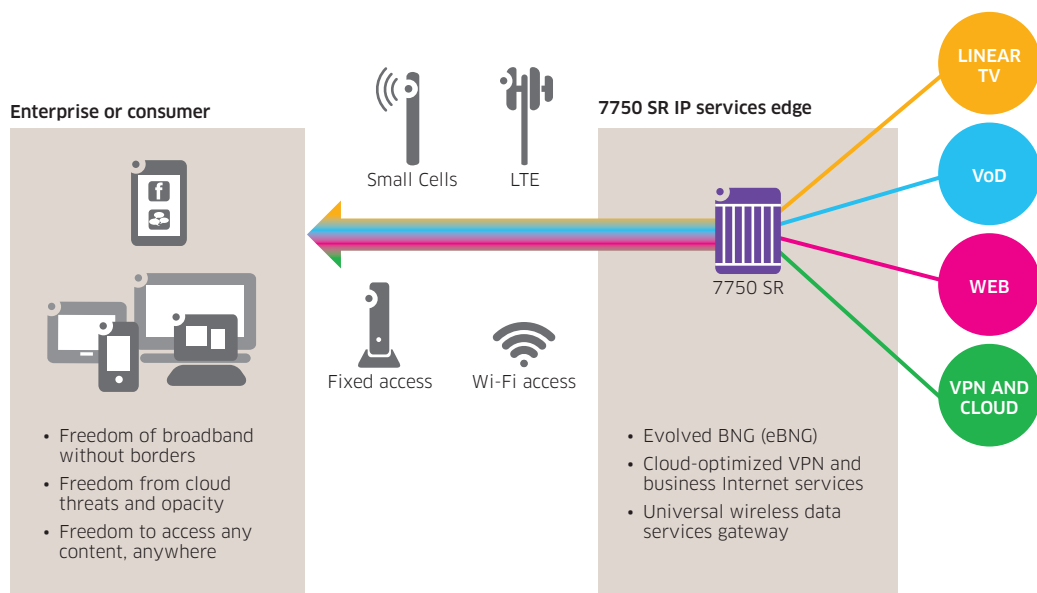 Enterprise or consumer
f
• Freedom of broadband
without borders
• Freedom from cloud
threats and opacity
• Freedom to access any
content, anywhere
Small Cells
LTE
Fixed access
Wi-Fi access
7750 SR IP services edge
7750 SR
• Evolved BNG (eBNG)
• Cloud-optimized VPN and
business Internet services
• Universal wireless data
services gateway
LINEAR
TV
VoD
WEB
VPN AND
CLOUD